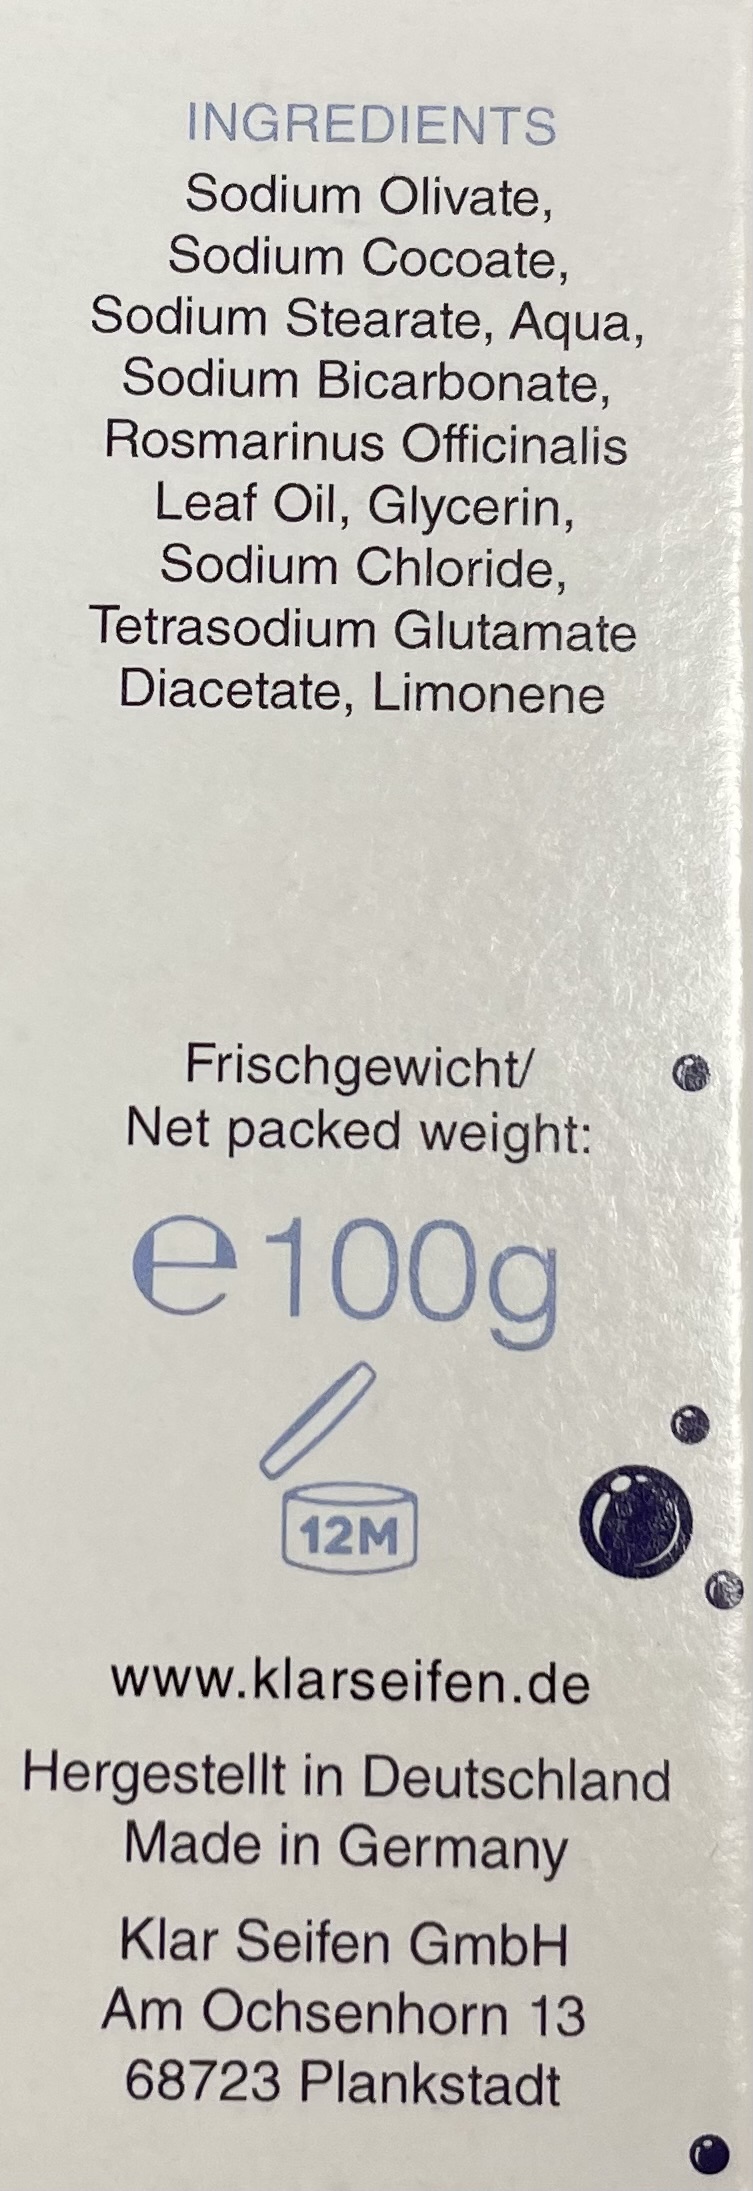 INGREDIENTS
Sodium Olivate,
Sodium Cocoate,
Sodium Stearate, Aqua,
Sodium Bicarbonate,
Rosmarinus Officinalis
Leaf Oil, Glycerin,
Sodium Chloride,
Tetrasodium Glutamate
Diacetate, Limonene
Frischgewicht/
Net packed weight:
℮100g
12M
www.klarseifen.de
Hergestellt in Deutschland
Made in Germany
Klar Seifen GmbH
Am Ochsenhorn 13
68723 Plankstadt